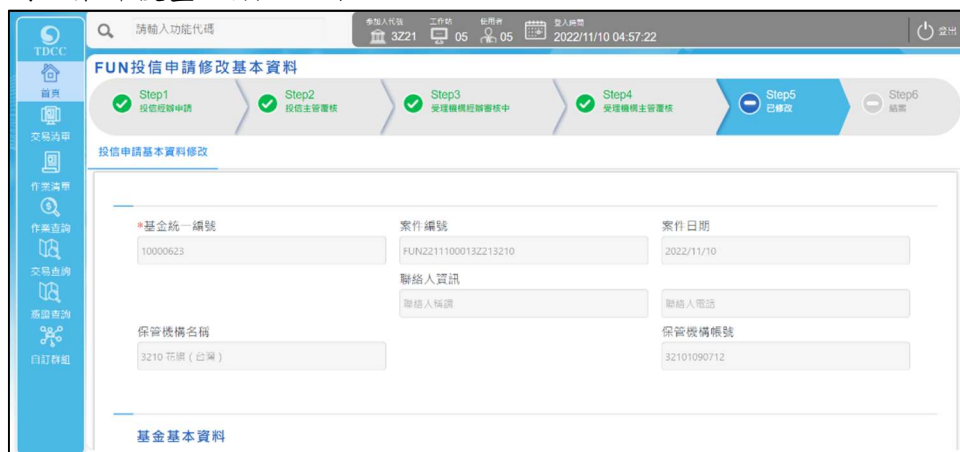 請輸入功能代碼
參加人代號 工作站 使用者 登入時間
3Z21 05 05 2022/11/10 04:57:22
登出
TDCC
首頁
交易清單
作業清單
作業查詢
交易查詢
憑證查詢
自訂群組
FUN投信申請修改基本資料
Step1
投信經辦申請
Step2
投信主管覆核
Step3
受理機構經辦審核中
Step4
受理機構主管覆核
Step5
已修改
Step6
結案
投信申請基本資料修改
*基金統一編號 案件編號 案件日期
10000623 FUN2211100013Z213210 2022/11/10
聯絡人資訊
聯絡人稱謂 聯絡人電話
保管機構名稱 保管機構帳號
3210 花旗（台灣） 32101090712
基金基本資料